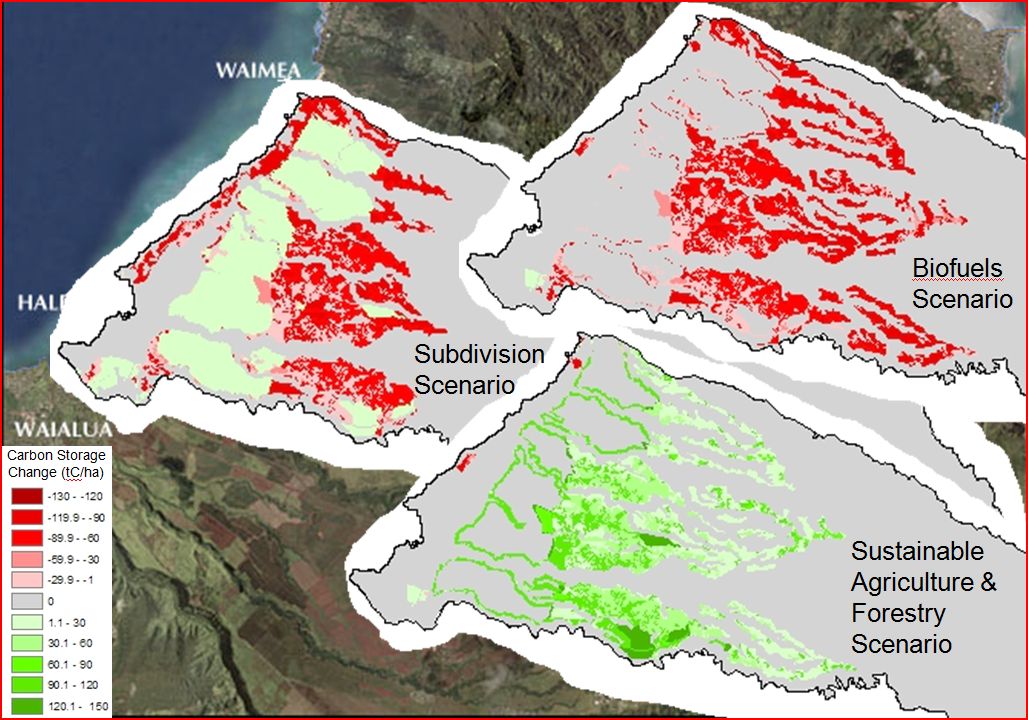 WAIMEA
HALE
WAIALUA
Biofuels
Scenario
Subdivision
Scenario
Sustainable
Agriculture &
Forestry
Scenario
Carbon Storage
Change (tC/ha)
-130 - -120
-119.9 - -90
-89.9 - -60
-59.9 - -30
-29.9 - -1
0
1.1 - 30
30.1 - 60
60.1 - 90
90.1 - 120
120.1 - 150